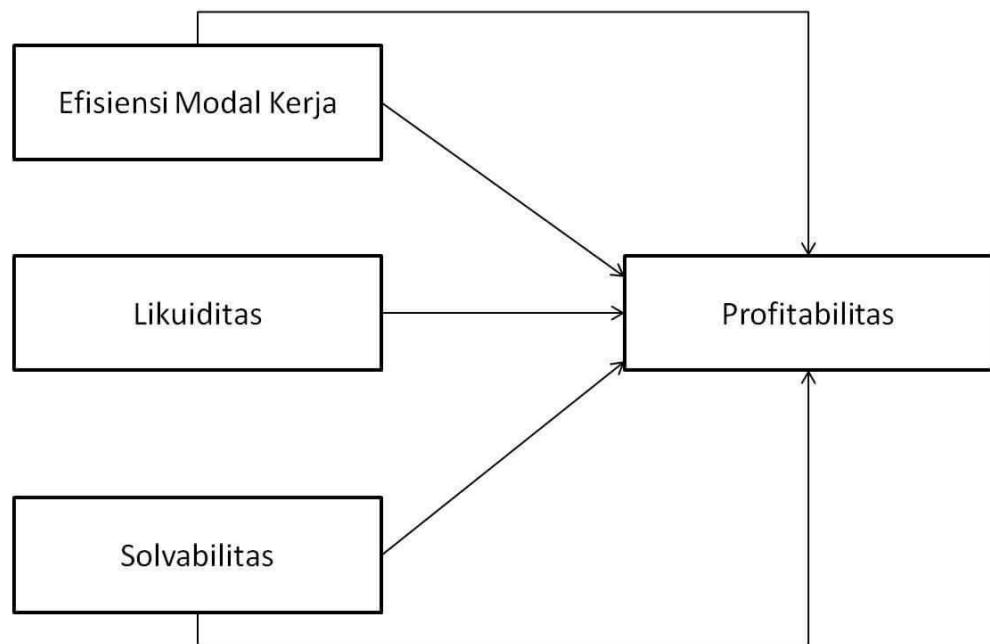 Efisiensi Modal Kerja
Likuiditas
Profitabilitas
Solvabilitas